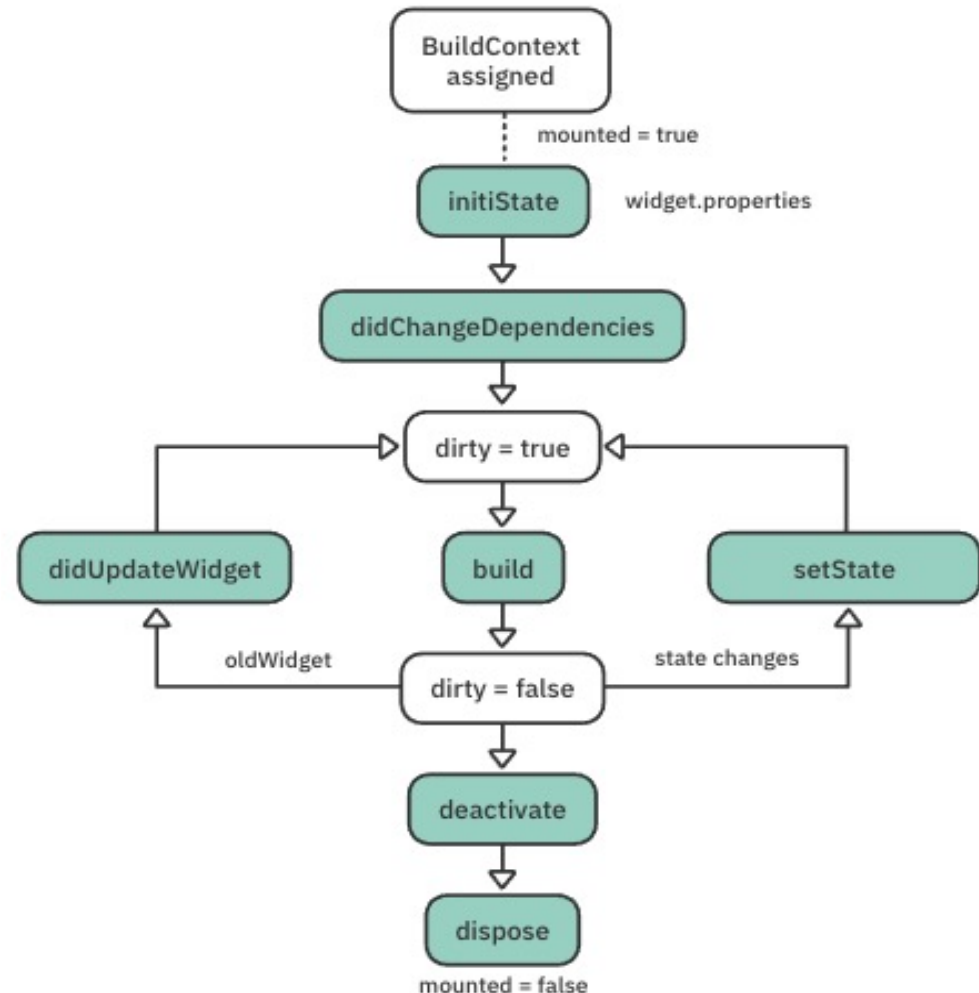 BuildContext
assigned
mounted = true
initiState
widget.properties
didChangeDependencies
dirty = true
didUpdateWidget
build
setState
oldWidget
state changes
dirty = false
deactivate
dispose
mounted = false